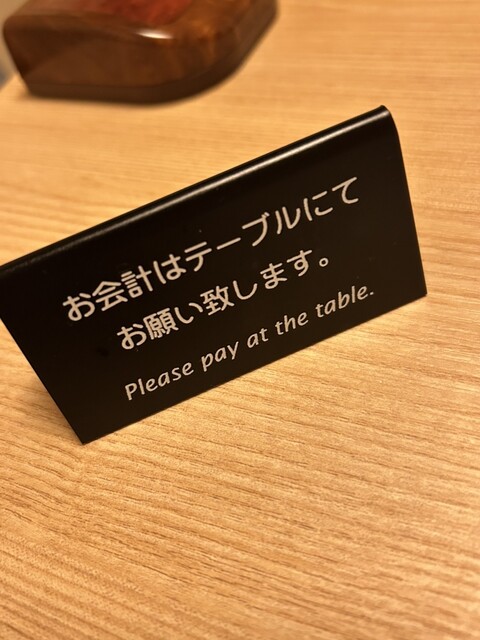 お会計はテーブルにて
お願い致します。
Please pay at the table.